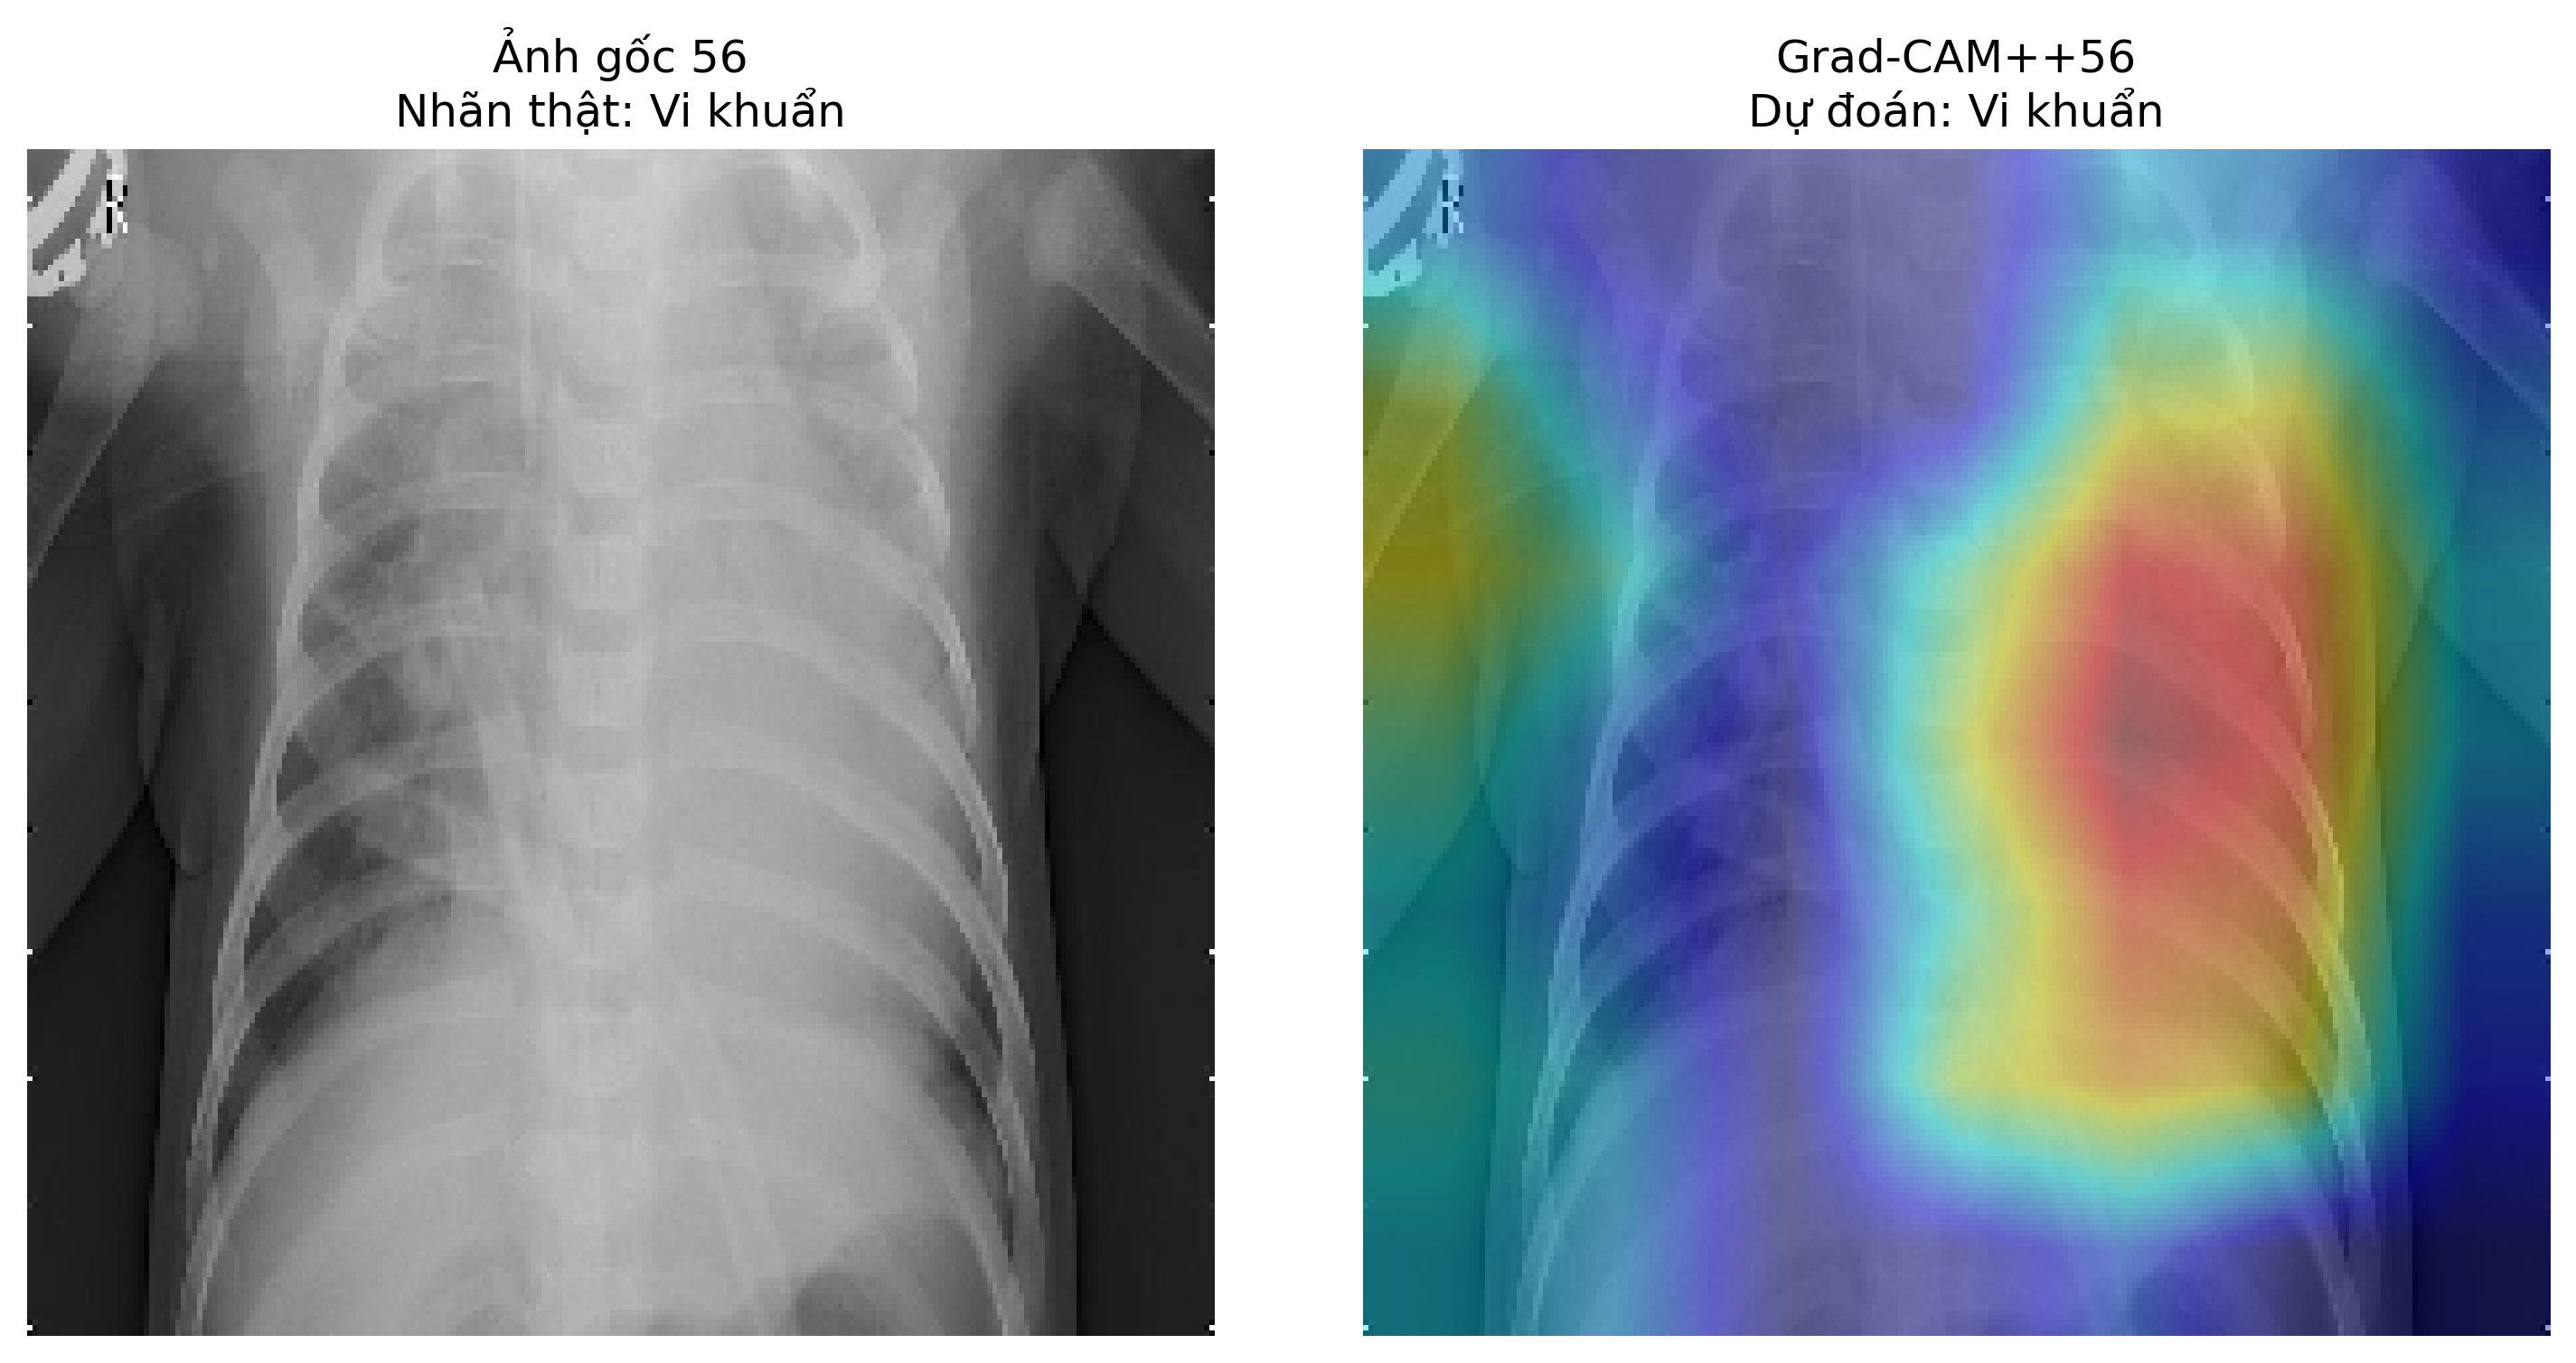 Ảnh gốc 56
Nhãn thật: Vi khuẩn
Grad-CAM++56
Dự đoán: Vi khuẩn